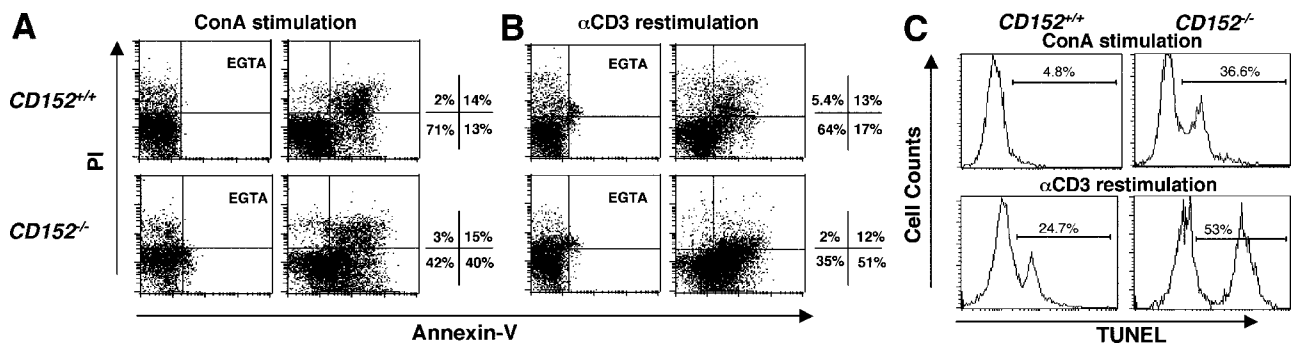 A
ConA stimulation
B
αCD3 restimulation
C
CD152+/+
CD152-/-
ConA stimulation
EGTA
EGTA
CD152+/+
2% 14%
71% 13%
5.4% 13%
64% 17%
4.8%
36.6%
PI
αCD3 restimulation
Cell Counts
EGTA
EGTA
CD152-/-
3% 15%
42% 40%
2% 12%
35% 51%
24.7%
53%
Annexin-V
TUNEL